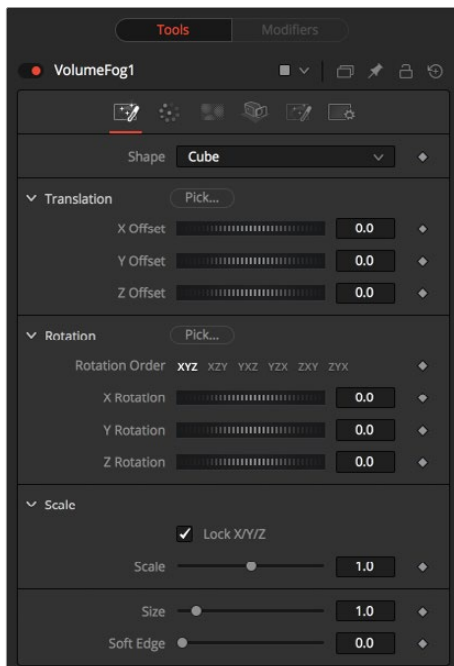 Tools Modifiers
VolumeFog1
Shape Cube
Translation Pick...
X Offset 0.0
Y Offset 0.0
Z Offset 0.0
Rotation Pick...
Rotation Order XYZ XZY YXZ YZX ZXY ZYX
X Rotation 0.0
Y Rotation 0.0
Z Rotation 0.0
Scale
Lock X/Y/Z
Scale 1.0
Size 1.0
Soft Edge 0.0